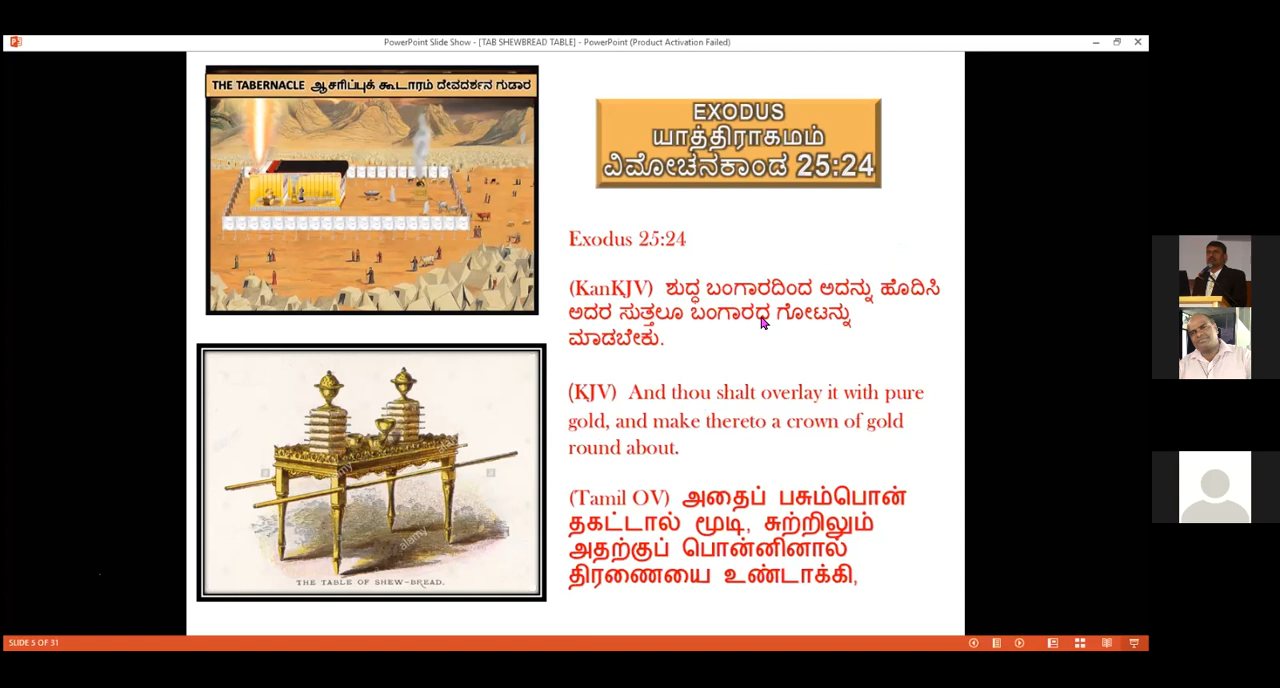 PowerPoint Slide Show - [TAB SHEWBREAD TABLE] - PowerPoint (Product Activation Failed)
THE TABERNACLE ஆசரிப்புக் கூடாரம் ದೇವದರ್ಶನ ಗುಡಾರ
EXODUS
யாத்திராகமம்
ವಿಮೋಚನಕಾಂಡ 25:24
Exodus 25:24
(KanKJV) ಶುದ್ಧ ಬಂಗಾರದಿಂದ ಅದನ್ನು ಹೊದಿಸಿ
ಅದರ ಸುತ್ತಲೂ ಬಂಗಾರದ ಗೋಟನ್ನು
ಮಾಡಬೇಕು.
(KJV) And thou shalt overlay it with pure
gold, and make thereto a crown of gold
round about.
(Tamil OV) அதைப் பசும்பொன்
தகட்டால் மூடி, சுற்றிலும்
அதற்குப் பொன்னினால்
திரணையை உண்டாக்கி,
alamy
alamy
alamy
a
a
THE TABLE OF SHEW-BREAD.
SLIDE 5 OF 31